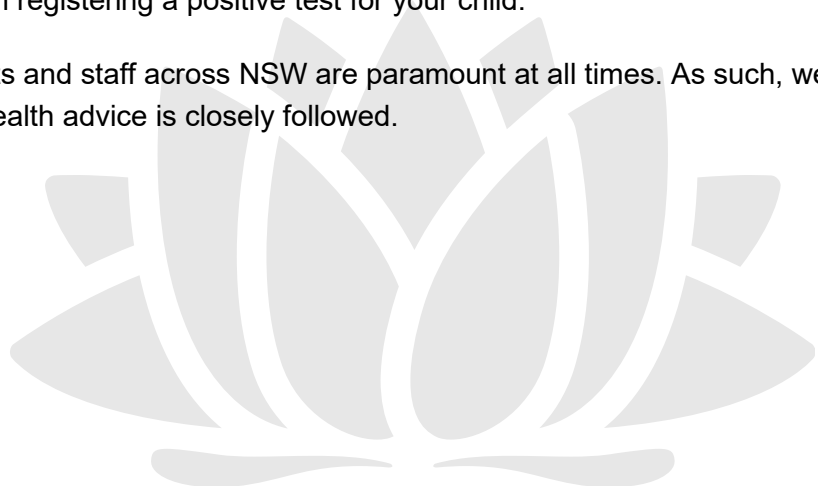 registering a positive test for your child.
s and staff across NSW are paramount at all times. As such, we
ealth advice is closely followed.